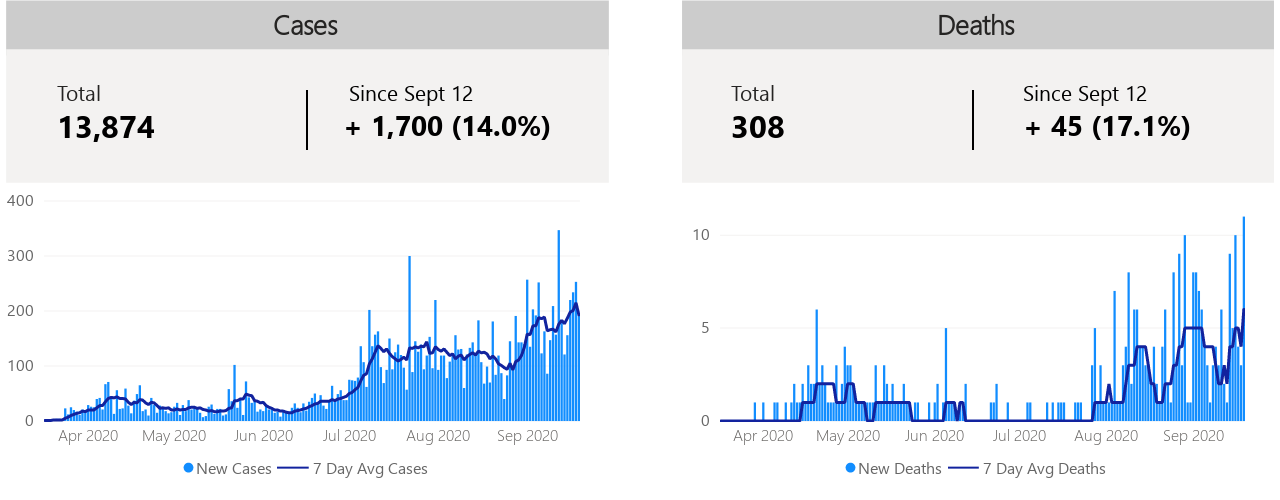 Cases
Total
13,874
Since Sept 12
+ 1,700 (14.0%)
400
300
200
100
0
Apr 2020 May 2020 Jun 2020 Jul 2020 Aug 2020 Sep 2020
New Cases 7 Day Avg Cases
Deaths
Total
308
Since Sept 12
+ 45 (17.1%)
10
5
0
Apr 2020 May 2020 Jun 2020 Jul 2020 Aug 2020 Sep 2020
New Deaths 7 Day Avg Deaths